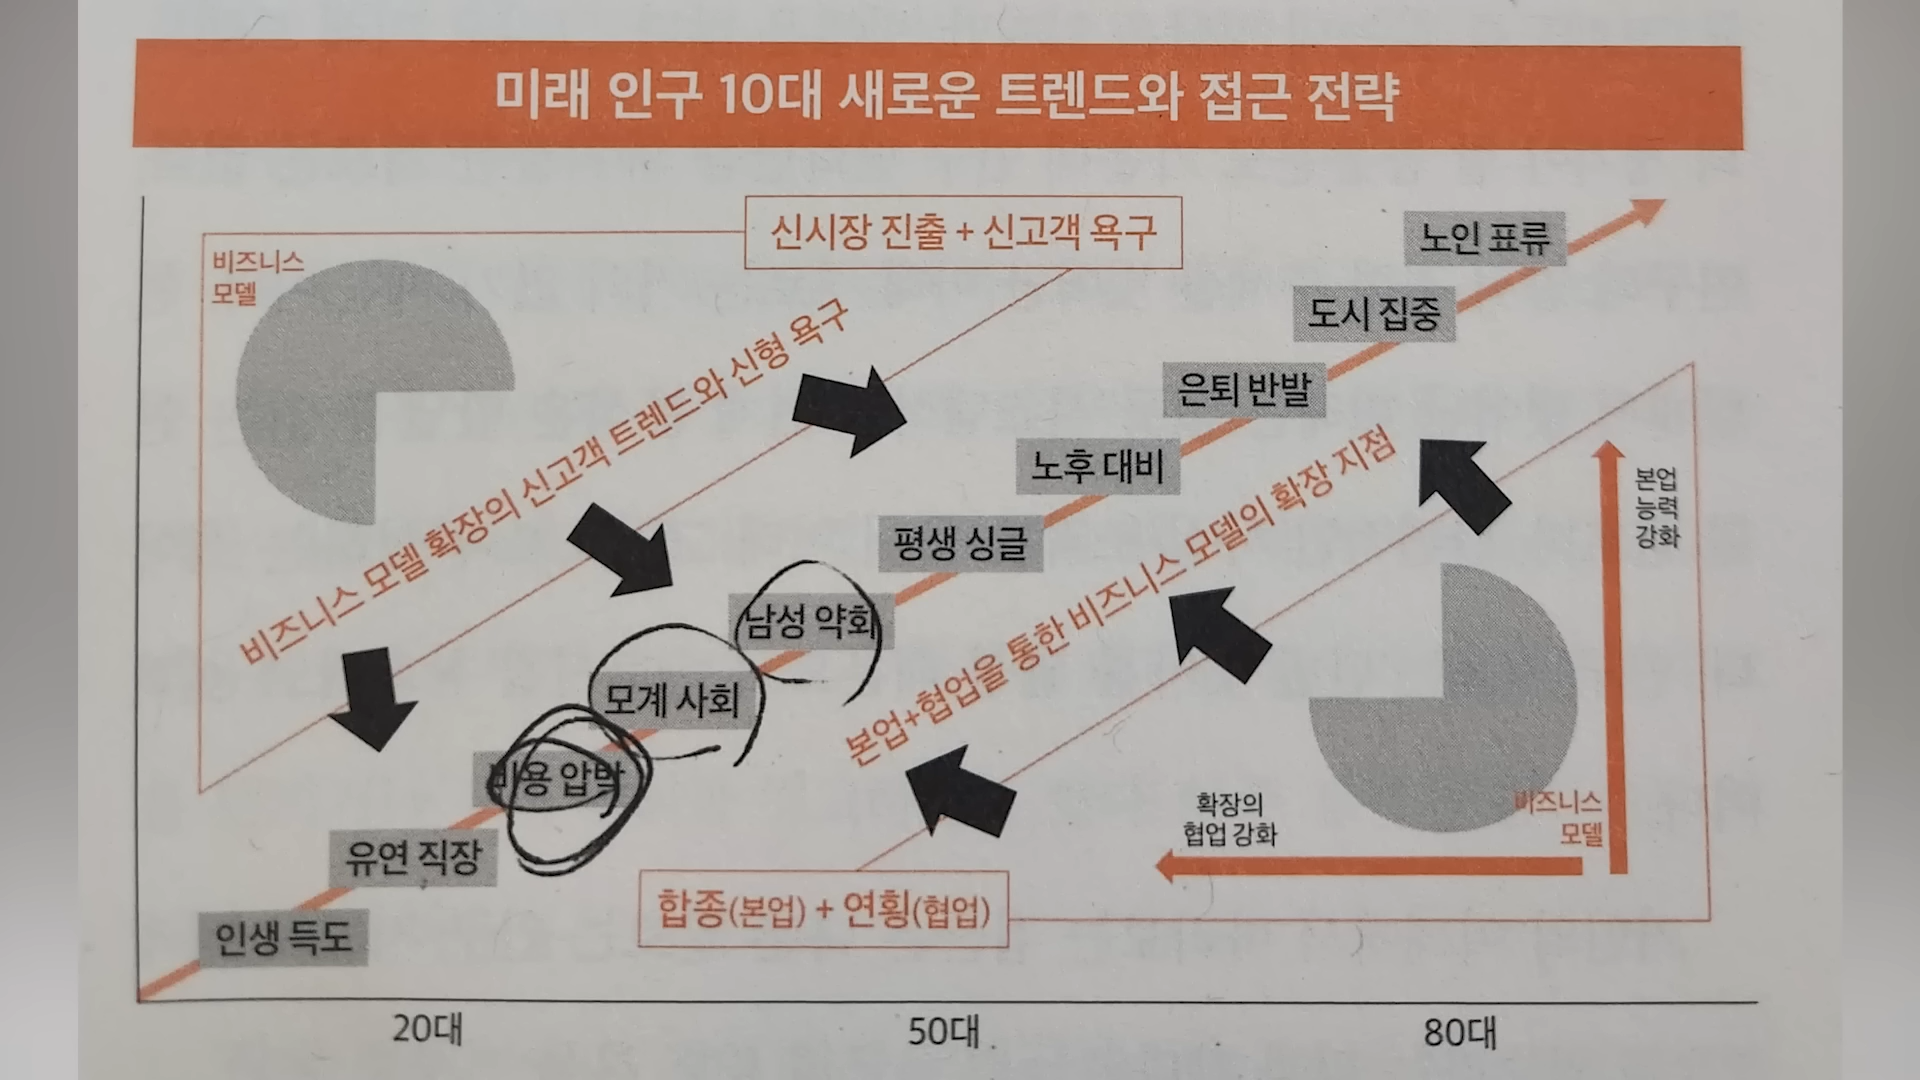 미래 인구 10대 새로운 트렌드와 접근 전략
신시장 진출 + 신고객 욕구
비즈니스
모델
비즈니스 모델 확장의 신고객 트렌드와 신형 욕구
노인 표류
도시 집중
은퇴 반발
노후 대비
평생 싱글
남성 약화
모계 사회
비용 압박
유연 직장
인생 득도
본업+협업을 통한 비즈니스 모델의 확장 지점
본업
능력
강화
확장의
협업 강화
비즈니스
모델
합종(본업) + 연횡(협업)
20대
50대
80대